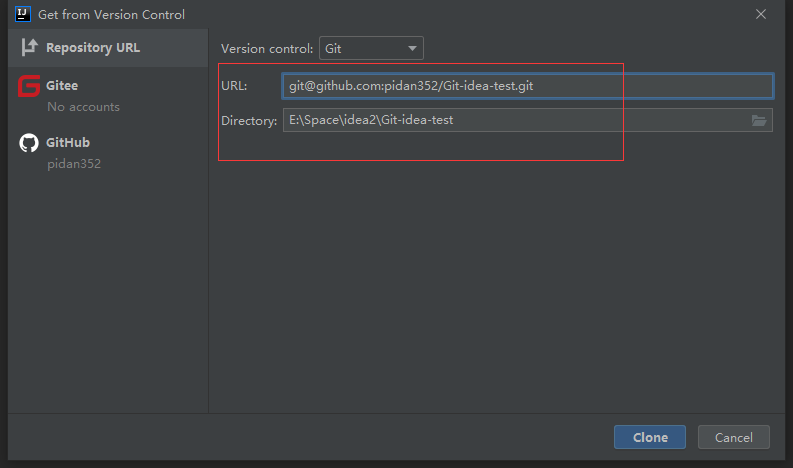 IJ
Get from Version Control
Repository URL
Gitee
No accounts
GitHub
pidan352
Version control: Git
URL: git@github.com:pidan352/Git-idea-test.git
Directory: E:\Space\idea2\Git-idea-test
Clone Cancel